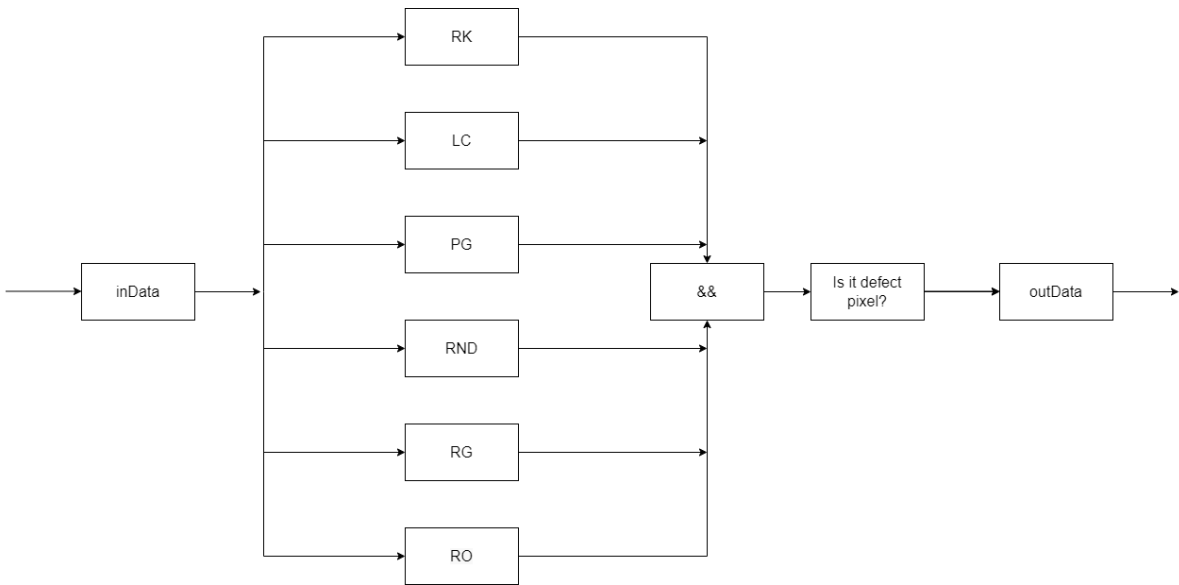 RK
LC
PG
inData
&&
Is it defect
pixel?
outData
RND
RG
RO